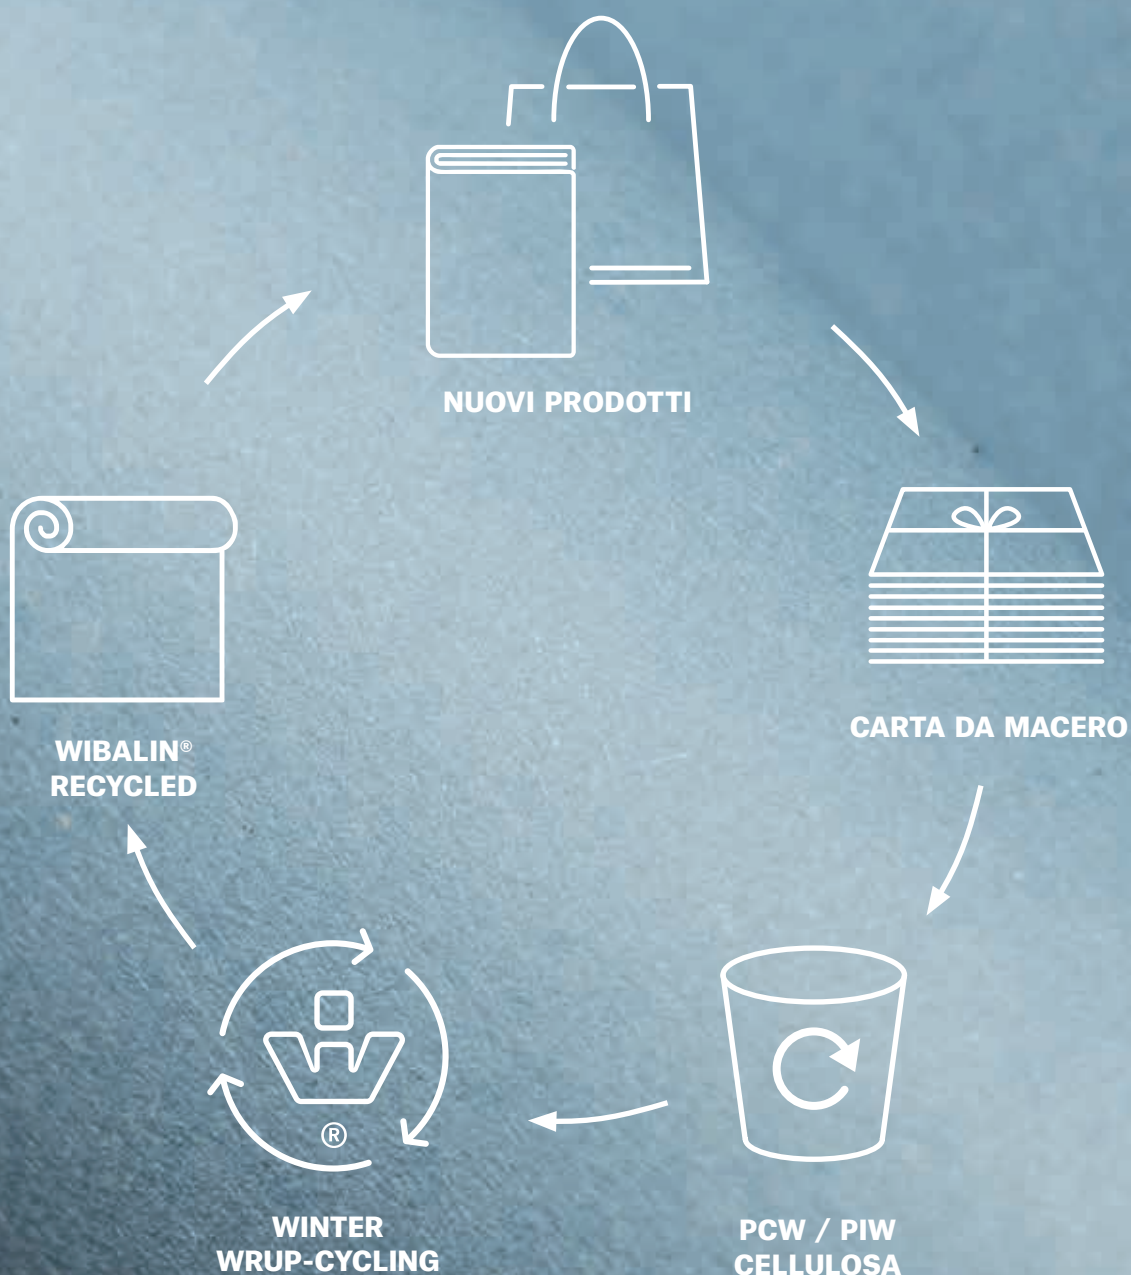 NUOVI PRODOTTI
CARTA DA MACERO
WIBALIN®
RECYCLED
®
WINTER
WRUP-CYCLING
PCW / PIW
CELLULOSA